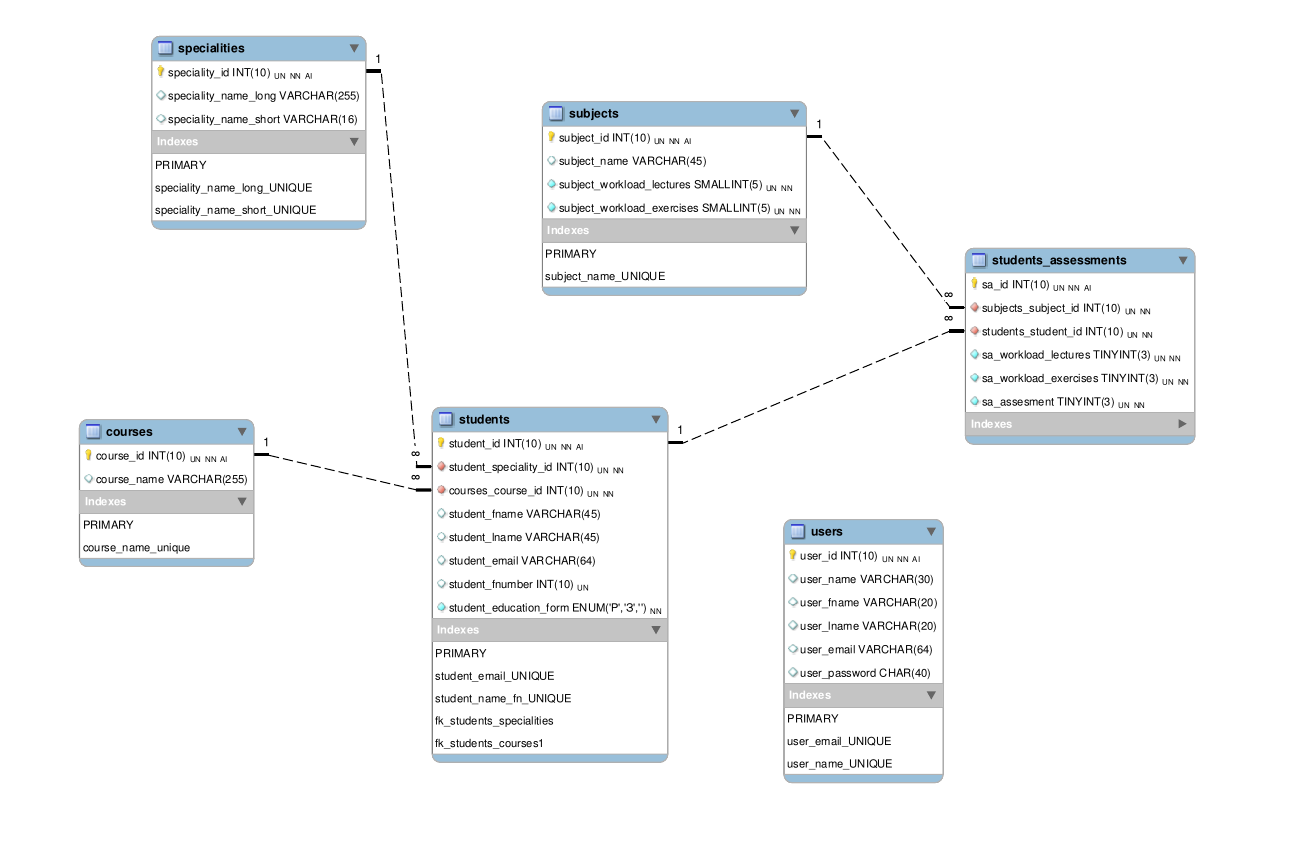 specialities
speciality_id INT(10) UN NN AI
speciality_name_long VARCHAR(255)
speciality_name_short VARCHAR(16)
Indexes
PRIMARY
speciality_name_long_UNIQUE
speciality_name_short_UNIQUE
1
subjects
subject_id INT(10) UN NN AI
subject_name VARCHAR(45)
subject_workload_lectures SMALLINT(5) UN NN
subject_workload_exercises SMALLINT(5) UN NN
Indexes
PRIMARY
subject_name_UNIQUE
1
students_assessments
sa_id INT(10) UN NN AI
subjects_subject_id INT(10) UN NN
students_student_id INT(10) UN NN
sa_workload_lectures TINYINT(3) UN NN
sa_workload_exercises TINYINT(3) UN NN
sa_assesment TINYINT(3) UN NN
Indexes
∞
∞
courses
course_id INT(10) UN NN AI
course_name VARCHAR(255)
Indexes
PRIMARY
course_name_unique
1
∞
∞
students
student_id INT(10) UN NN AI
student_speciality_id INT(10) UN NN
courses_course_id INT(10) UN NN
student_fname VARCHAR(45)
student_lname VARCHAR(45)
student_email VARCHAR(64)
student_fnumber INT(10) UN
student_education_form ENUM('Р','З','') NN
Indexes
PRIMARY
student_email_UNIQUE
student_name_fn_UNIQUE
fk_students_specialities
fk_students_courses1
1
users
user_id INT(10) UN NN AI
user_name VARCHAR(30)
user_fname VARCHAR(20)
user_lname VARCHAR(20)
user_email VARCHAR(64)
user_password CHAR(40)
Indexes
PRIMARY
user_email_UNIQUE
user_name_UNIQUE